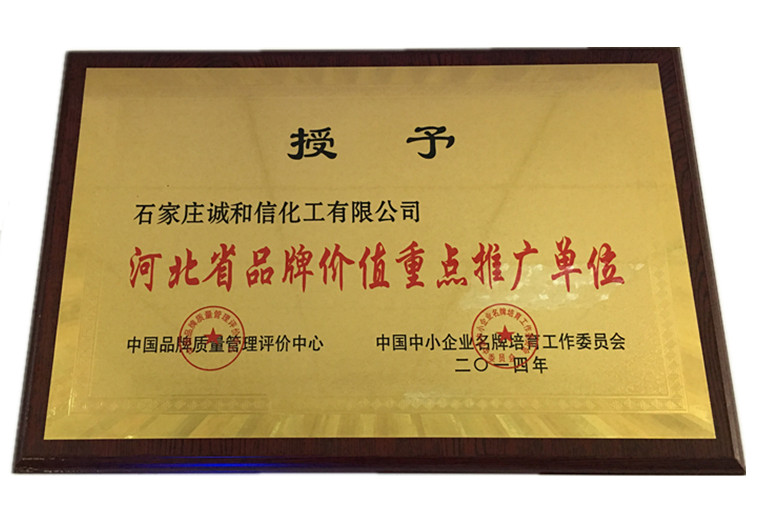 授予
石家庄诚和信化工有限公司
河北省品牌价值重点推广单位
中国品牌质量管理评价中心
中国中小企业名牌培育工作委员会
二〇一四年